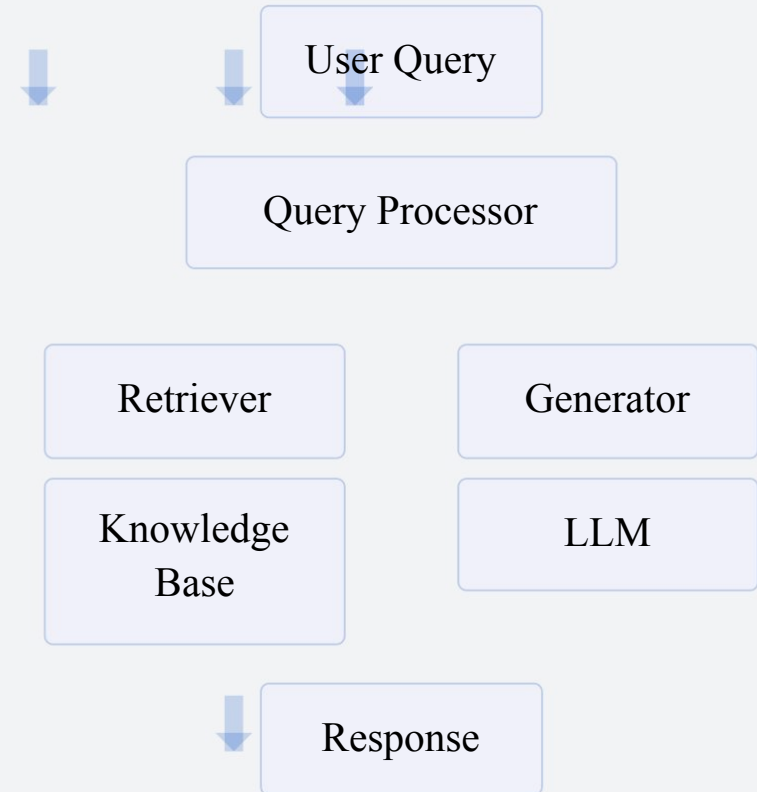 User Query
Query Processor
Retriever
Generator
Knowledge
Base
LLM
Response